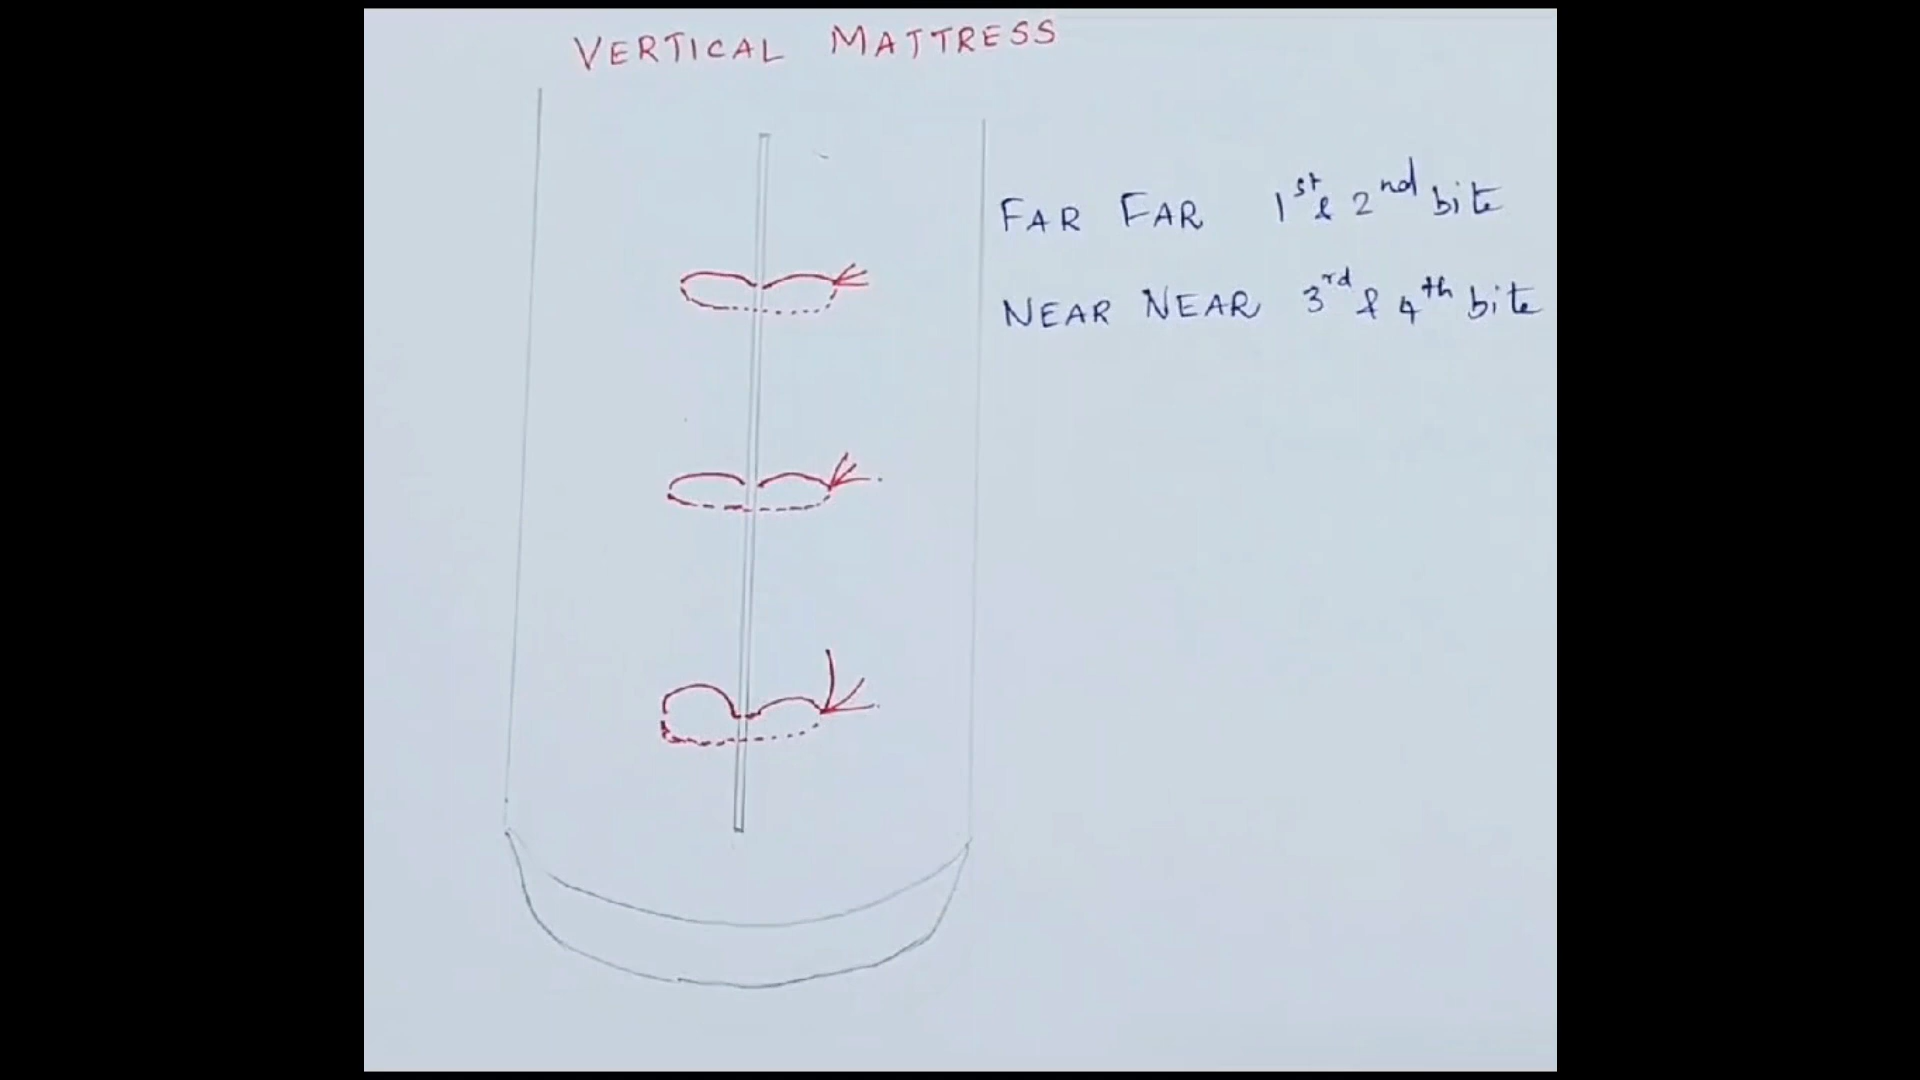 VERTICAL MATTRESS
FAR FAR 1st & 2nd bite
NEAR NEAR 3rd & 4th bite